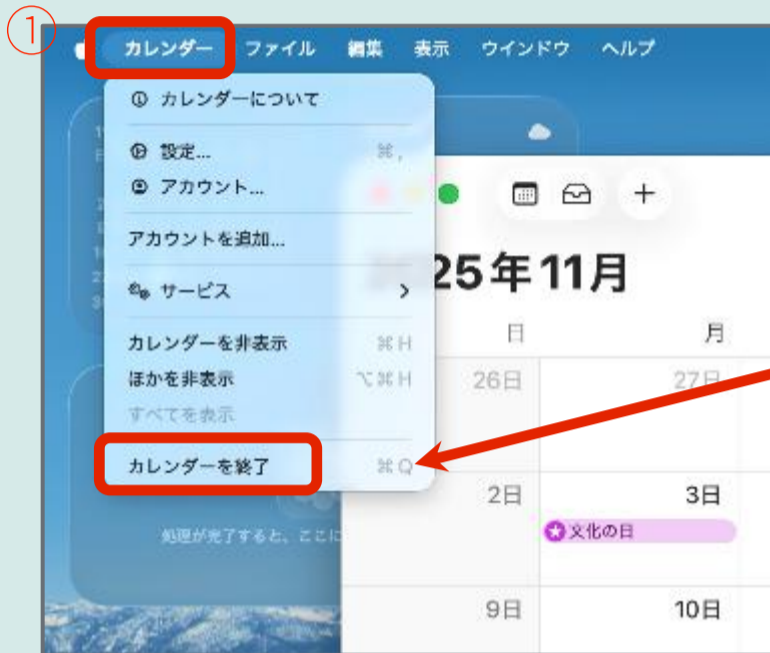 ①
カレンダー ファイル 編集 表示 ウインドウ ヘルプ
カレンダーについて
設定... ⌘ ,
アカウント...
アカウントを追加...
サービス
カレンダーを非表示 ⌘ H
ほかを非表示 ⌥ ⌘ H
すべてを表示
カレンダーを終了 ⌘ Q
25年11月
日 月
26日 27日
2日 3日
文化の日
9日 10日
処理が完了すると、ここに